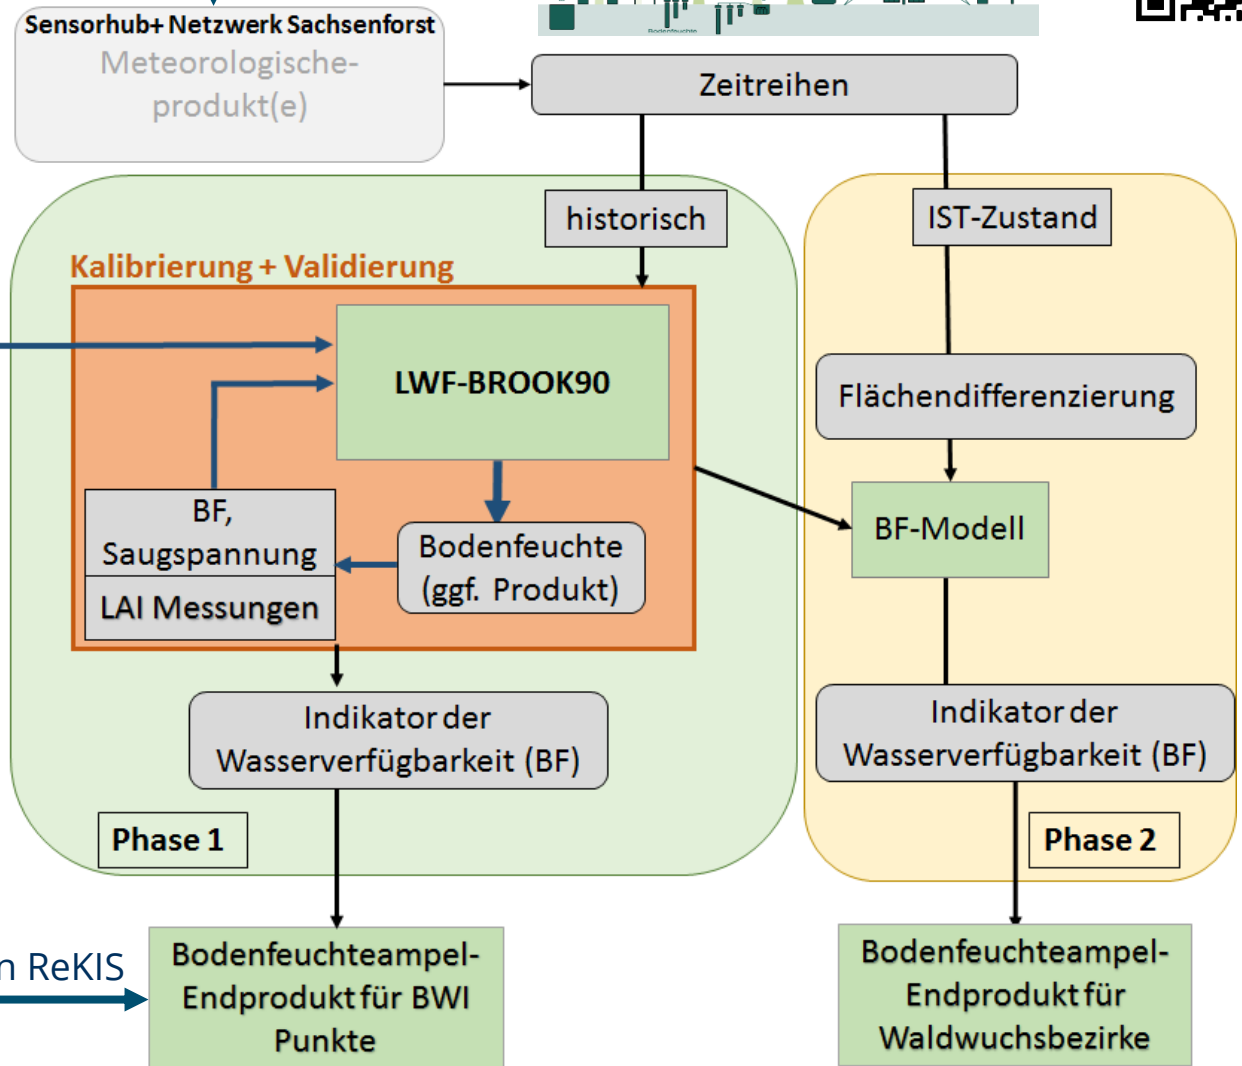 Sensorhub+ Netzwerk Sachsenforst
Meteorologische-
produkt(e)
Bodenfeuchte
Zeitreihen
historisch
IST-Zustand
Kalibrierung + Validierung
LWF-BROOK90
Flächendifferenzierung
BF,
Saugspannung
LAI Messungen
Bodenfeuchte
(ggf. Produkt)
BF-Modell
Indikator der
Wasserverfügbarkeit (BF)
Indikator der
Wasserverfügbarkeit (BF)
Phase 1
Phase 2
n ReKIS
Bodenfeuchteampel-
Endprodukt für BWI
Punkte
Bodenfeuchteampel-
Endprodukt für
Waldwuchsbezirke